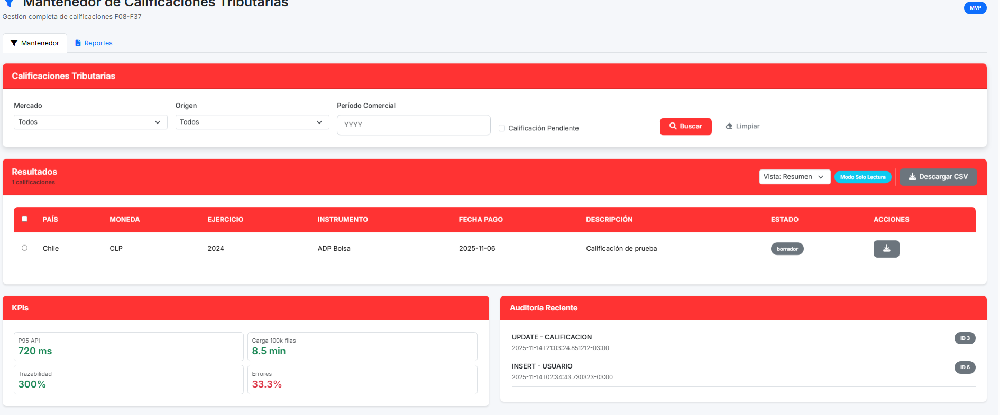 Mantenedor de Calificaciones Tributarias
MVP
Gestión completa de calificaciones F08-F37
Mantenedor
Reportes
Calificaciones Tributarias
Mercado
Origen
Período Comercial
Todos
Todos
YYYY
Calificación Pendiente
Buscar
Limpiar
Resultados
1 calificaciones
Vista: Resumen
Modo Solo Lectura
Descargar CSV
PAÍS MONEDA EJERCICIO INSTRUMENTO FECHA PAGO DESCRIPCIÓN ESTADO ACCIONES
Chile CLP 2024 ADP Bolsa 2025-11-06 Calificación de prueba borrador
KPIs
P95 API
720 ms
Carga 100k filas
8.5 min
Trazabilidad
300%
Errores
33.3%
Auditoría Reciente
UPDATE - CALIFICACION
2025-11-14T21:03:24.851212-03:00
ID 3
INSERT - USUARIO
2025-11-14T02:34:43.730323-03:00
ID 6